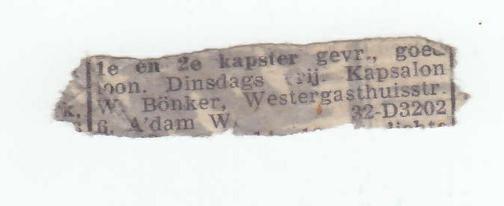 1e en 2e kapster gevr., goed
loon. Dinsdags vrij. Kapsalon
W. Bönker, Westergasthuisstr.
6, A'dam W. 32-D3202